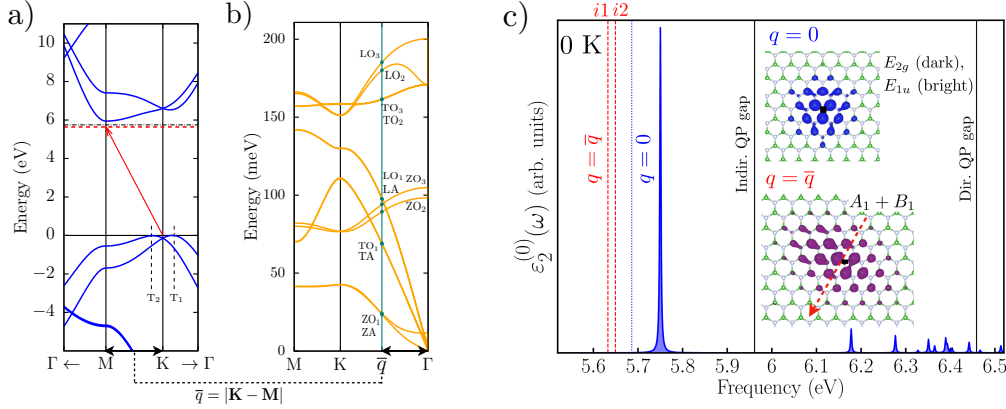 a)
10
8
6
4
2
0
−2
−4
Energy (eV)
T₂ T₁
Γ ← M K → Γ
q̅ = |K − M|
b)
200
150
100
50
0
Energy (meV)
LO₃
LO₂
TO₃
TO₂
LO₁ ZO₃
LA
ZO₂
TO₁
TA
ZO₁
ZA
M K q̅ Γ
c)
i1 i2
0 K
q = q̅
q = 0
ε₂⁽⁰⁾(ω) (arb. units)
Indir. QP gap
Dir. QP gap
q = 0
E₂g (dark),
E₁u (bright)
q = q̅
A₁ + B₁
5.6 5.7 5.8 5.9 6 6.1 6.2 6.3 6.4 6.5
Frequency (eV)